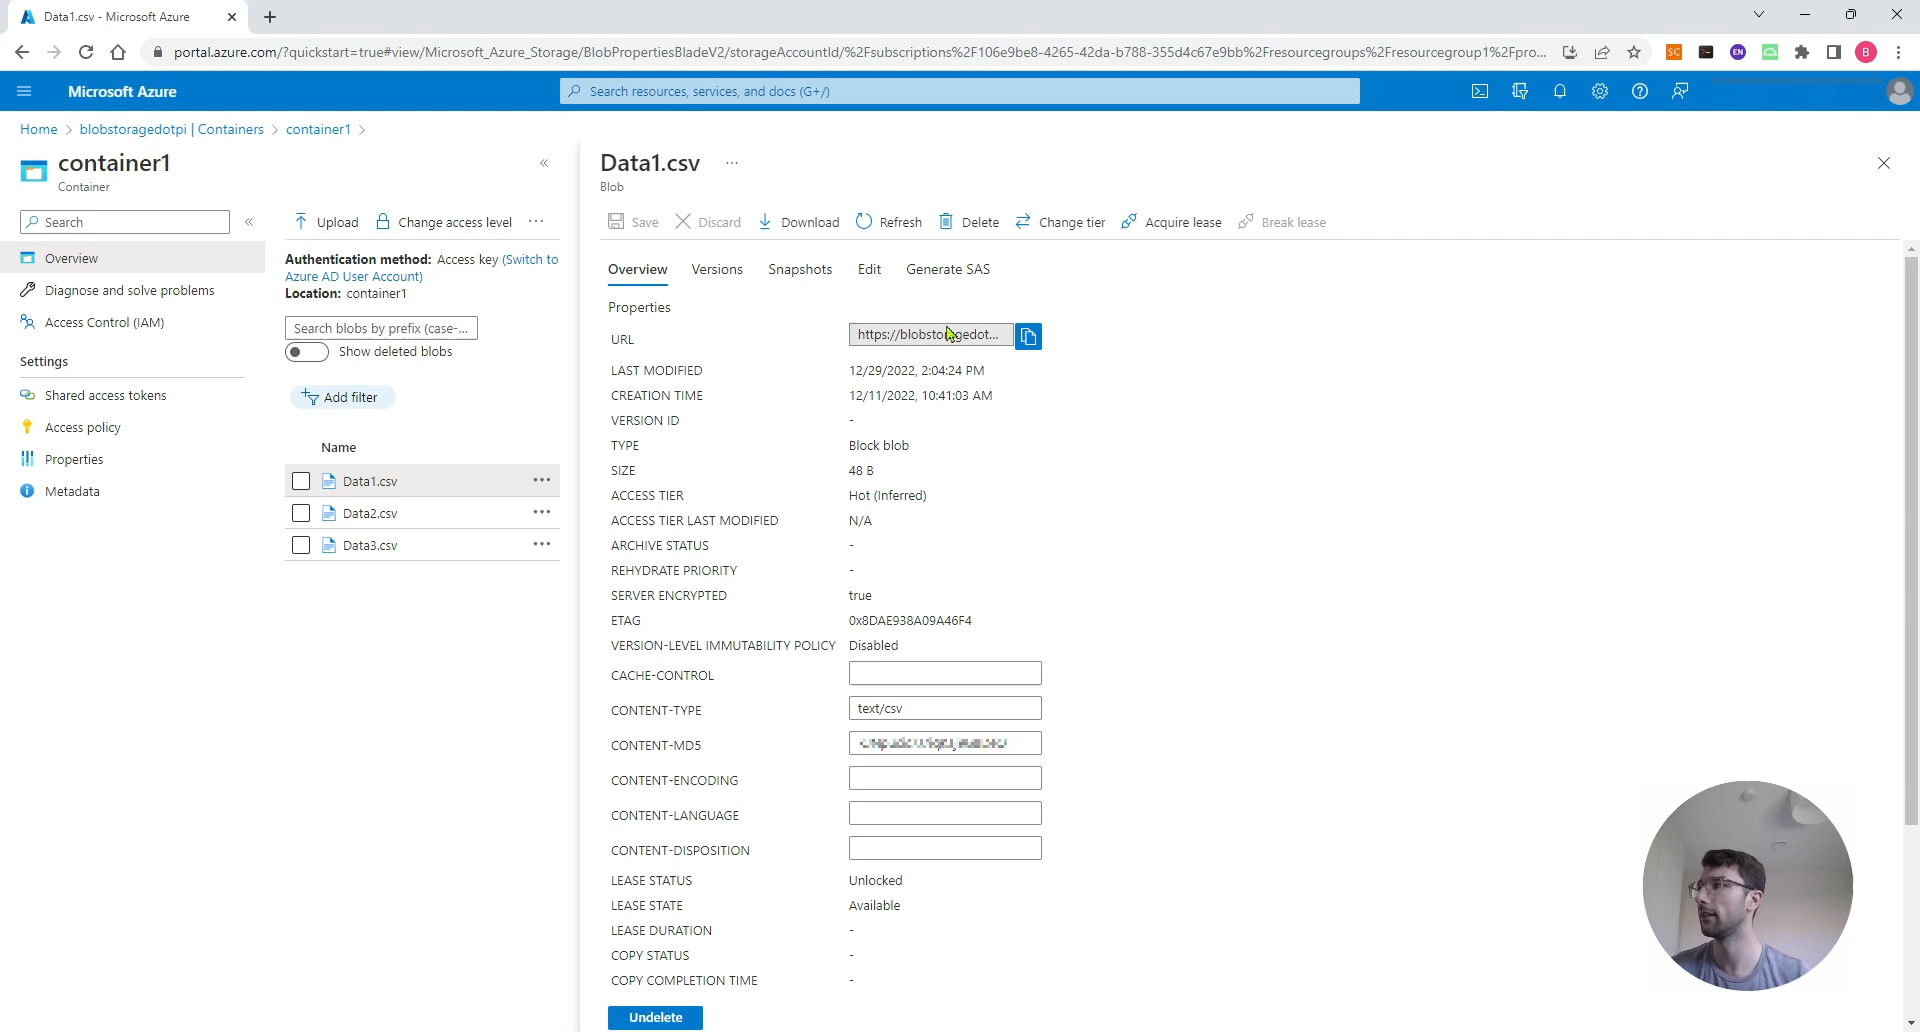 Data1.csv - Microsoft Azure
portal.azure.com/?quickstart=true#view/Microsoft_Azure_Storage/BlobPropertiesBladeV2/storageAccountId/%2Fsubscriptions%2F106e9be8-4265-42da-b788-355d4c67e9bb%2Fresourcegroups%2Fresourcegroup1%2Fpro...
SC
EN
B
Microsoft Azure
Search resources, services, and docs (G+/)
Home > blobstoragedotpi | Containers > container1 >
container1
Container
Search
Overview
Diagnose and solve problems
Access Control (IAM)
Settings
Shared access tokens
Access policy
Properties
Metadata
Upload
Change access level
Authentication method: Access key (Switch to
Azure AD User Account)
Location: container1
Search blobs by prefix (case-...
Show deleted blobs
Add filter
Name
Data1.csv
Data2.csv
Data3.csv
Data1.csv
Blob
Save
Discard
Download
Refresh
Delete
Change tier
Acquire lease
Break lease
Overview
Versions
Snapshots
Edit
Generate SAS
Properties
URL
https://blobstoragedot...
LAST MODIFIED 12/29/2022, 2:04:24 PM
CREATION TIME 12/11/2022, 10:41:03 AM
VERSION ID -
TYPE Block blob
SIZE 48 B
ACCESS TIER Hot (Inferred)
ACCESS TIER LAST MODIFIED N/A
ARCHIVE STATUS -
REHYDRATE PRIORITY -
SERVER ENCRYPTED true
ETAG 0x8DAE938A09A46F4
VERSION-LEVEL IMMUTABILITY POLICY Disabled
CACHE-CONTROL
CONTENT-TYPE text/csv
CONTENT-MD5
CONTENT-ENCODING
CONTENT-LANGUAGE
CONTENT-DISPOSITION
LEASE STATUS Unlocked
LEASE STATE Available
LEASE DURATION -
COPY STATUS -
COPY COMPLETION TIME -
Undelete